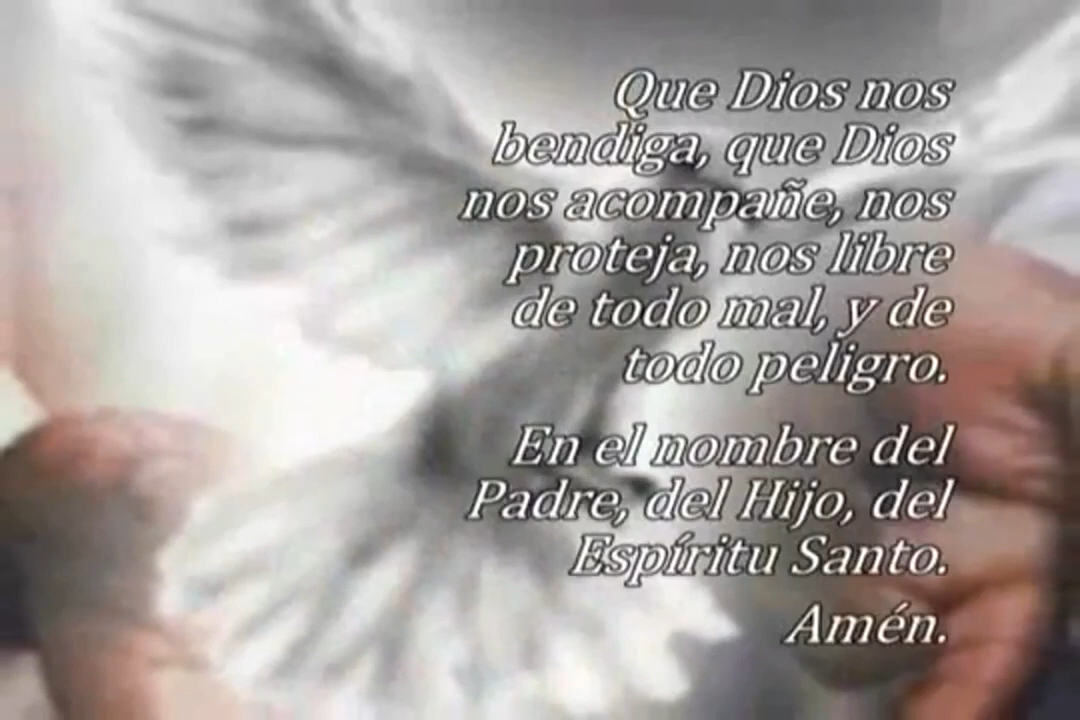 Que Dios nos
bendiga, que Dios
nos acompañe, nos
proteja, nos libre
de todo mal, y de
todo peligro.
En el nombre del
Padre, del Hijo, del
Espíritu Santo.
Amén.